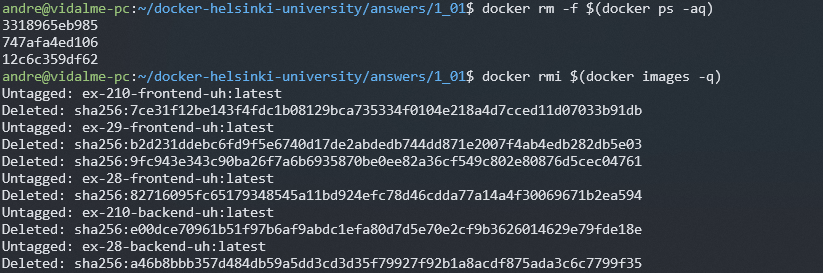 andre@vidalme-pc:~/docker-helsinki-university/answers/1_01$ docker rm -f $(docker ps -aq)
3318965eb985
747afa4ed106
12c6c359df62
andre@vidalme-pc:~/docker-helsinki-university/answers/1_01$ docker rmi $(docker images -q)
Untagged: ex-210-frontend-uh:latest
Deleted: sha256:7ce31f12be143f4fdc1b08129bca735334f0104e218a4d7cced11d07033b91db
Untagged: ex-29-frontend-uh:latest
Deleted: sha256:b2d231ddebc6fd9f5e6740d17de2abdedb744dd871e2007f4ab4edb282db5e03
Deleted: sha256:9fc943e343c90ba26f7a6b6935870be0ee82a36cf549c802e80876d5cec04761
Untagged: ex-28-frontend-uh:latest
Deleted: sha256:82716095fc65179348545a11bd924efc78d46cdda77a14a4f30069671b2ea594
Untagged: ex-210-backend-uh:latest
Deleted: sha256:e00dce70961b51f97b6af9abdc1efa80d7d5e70e2cf9b3626014629e79fde18e
Untagged: ex-28-backend-uh:latest
Deleted: sha256:a46b8bbb357d484db59a5dd3cd3d35f79927f92b1a8acdf875ada3c6c7799f35